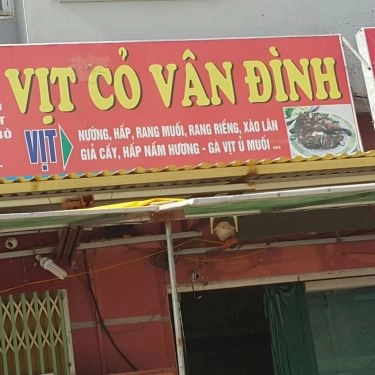 VỊT CỎ VÂN ĐÌNH
VỊT
NƯỚNG, HẤP, RANG MUỐI, RANG RIỀNG, XÀO LĂN
GIẢ CẦY, HẤP NẤM HƯƠNG - GÀ VỊT Ủ MUỐI ...